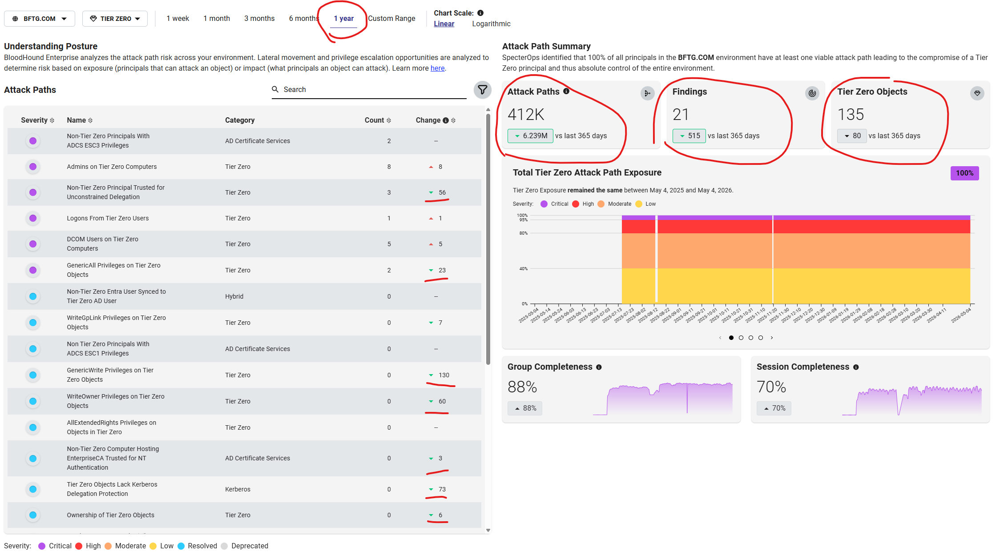 BFTG.COM
TIER ZERO
1 week
1 month
3 months
6 months
1 year
Custom Range
Chart Scale:
Linear
Logarithmic
Understanding Posture
BloodHound Enterprise analyzes the attack path risk across your environment. Lateral movement and privilege escalation opportunities are analyzed to
determine risk based on exposure (principals that can attack an object) or impact (what principals an object can attack). Learn more here.
Attack Paths
Search
Severity Name Category Count Change
Non-Tier Zero Principals With
ADCS ESC3 Privileges
AD Certificate Services 2 --
Admins on Tier Zero Computers Tier Zero 8 8
Non-Tier Zero Principal Trusted for
Unconstrained Delegation
Tier Zero 3 56
Logons From Tier Zero Users Tier Zero 1 1
DCOM Users on Tier Zero
Computers
Tier Zero 5 5
GenericAll Privileges on Tier Zero
Objects
Tier Zero 2 23
Non-Tier Zero Entra User Synced to
Tier Zero AD User
Hybrid 0 --
WriteGpLink Privileges on Tier Zero
Objects
Tier Zero 0 7
Non Tier Zero Principals With
ADCS ESC1 Privileges
AD Certificate Services 0 --
GenericWrite Privileges on Tier
Zero Objects
Tier Zero 0 130
WriteOwner Privileges on Tier Zero
Objects
Tier Zero 0 60
AllExtendedRights Privileges on
Objects in Tier Zero
Tier Zero 0 --
Non-Tier Zero Computer Hosting
EnterpriseCA Trusted for NT
Authentication
AD Certificate Services 0 3
Tier Zero Objects Lack Kerberos
Delegation Protection
Kerberos 0 73
Ownership of Tier Zero Objects Tier Zero 0 6
Severity: Critical High Moderate Low Resolved Deprecated
Attack Path Summary
SpecterOps identified that 100% of all principals in the BFTG.COM environment have at least one viable attack path leading to the compromise of a Tier
Zero principal and thus absolute control of the entire environment.
Attack Paths
412K
6.239M vs last 365 days
Findings
21
515 vs last 365 days
Tier Zero Objects
135
80 vs last 365 days
Total Tier Zero Attack Path Exposure
100%
Tier Zero Exposure remained the same between May 4, 2025 and May 4, 2026.
Severity: Critical High Moderate Low
100%
95%
80%
40%
0%
2025-05-04
2025-05-14
2025-05-24
2025-06-03
2025-06-13
2025-06-23
2025-07-03
2025-07-13
2025-07-23
2025-08-02
2025-08-12
2025-08-22
2025-09-01
2025-09-11
2025-09-21
2025-10-01
2025-10-11
2025-10-21
2025-10-31
2025-11-10
2025-11-20
2025-11-30
2025-12-10
2025-12-20
2025-12-30
2026-01-09
2026-01-19
2026-01-29
2026-02-08
2026-02-18
2026-02-28
2026-03-10
2026-03-20
2026-03-30
2026-04-11
2026-05-04
Group Completeness
88%
88%
Session Completeness
70%
70%